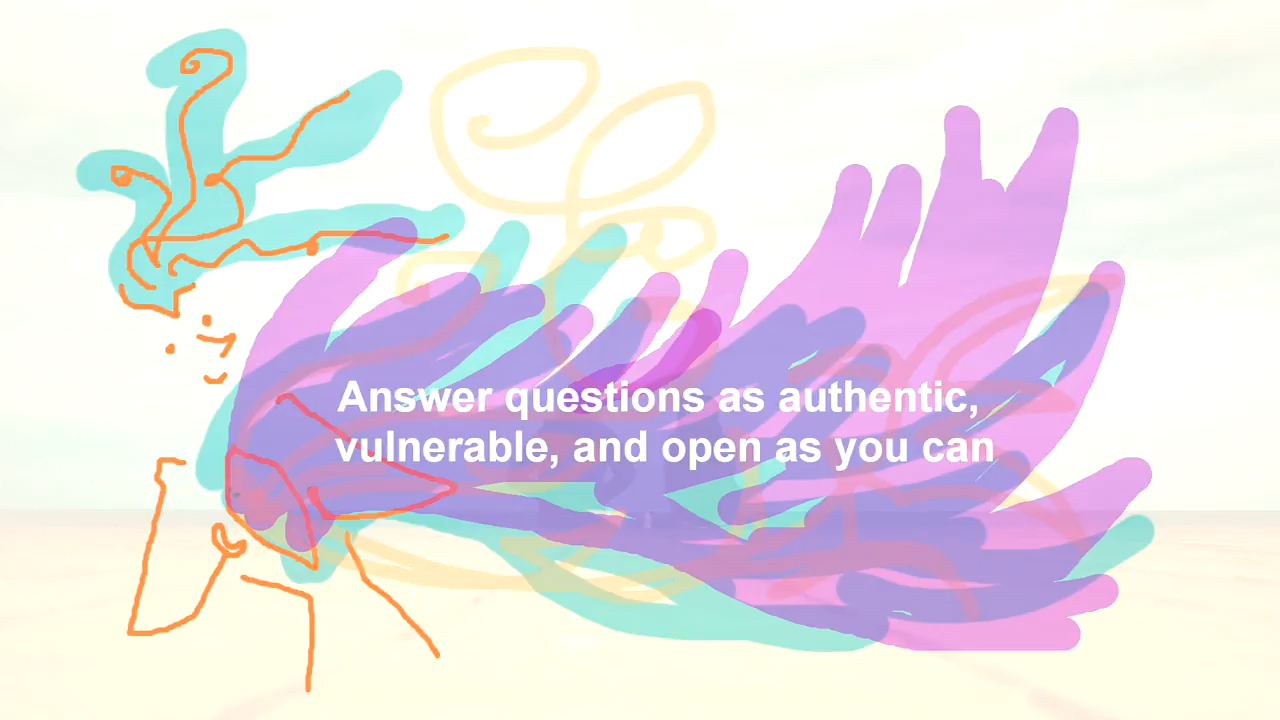 Answer questions as authentic,
vulnerable, and open as you can